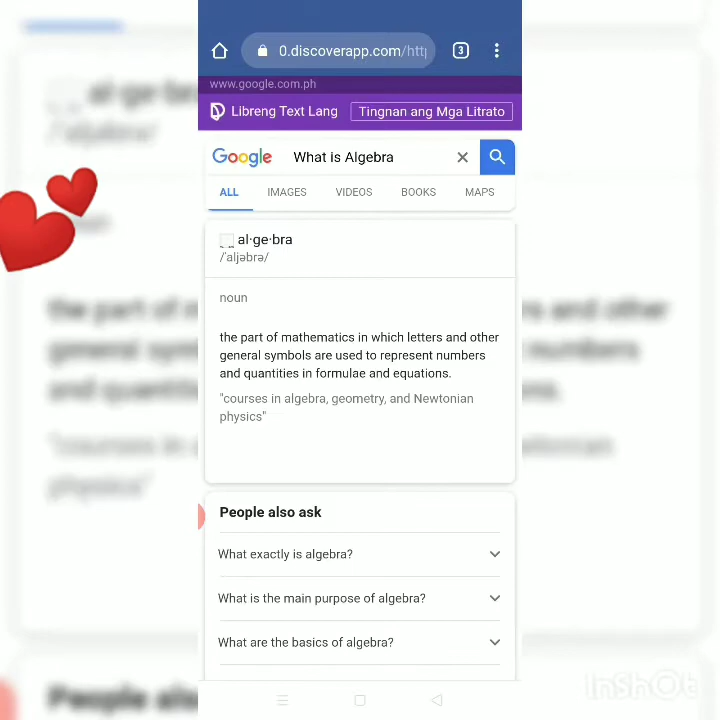 0.discoverapp.com/http
3
www.google.com.ph
Libreng Text Lang
Tingnan ang Mga Litrato
Google
What is Algebra
ALL
IMAGES
VIDEOS
BOOKS
MAPS
al·ge·bra
/ˈaljəbrə/
noun
the part of mathematics in which letters and other
general symbols are used to represent numbers
and quantities in formulae and equations.
"courses in algebra, geometry, and Newtonian
physics"
People also ask
What exactly is algebra?
What is the main purpose of algebra?
What are the basics of algebra?
InShOt